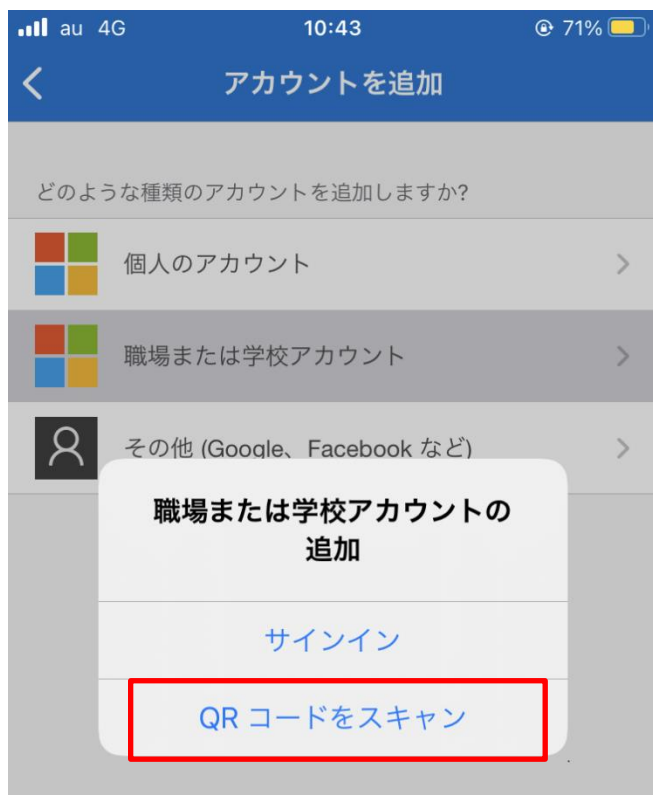 au 4G 10:43 71%
アカウントを追加
どのような種類のアカウントを追加しますか?
個人のアカウント
職場または学校アカウント
その他 (Google、Facebook など)
職場または学校アカウントの
追加
サインイン
QR コードをスキャン